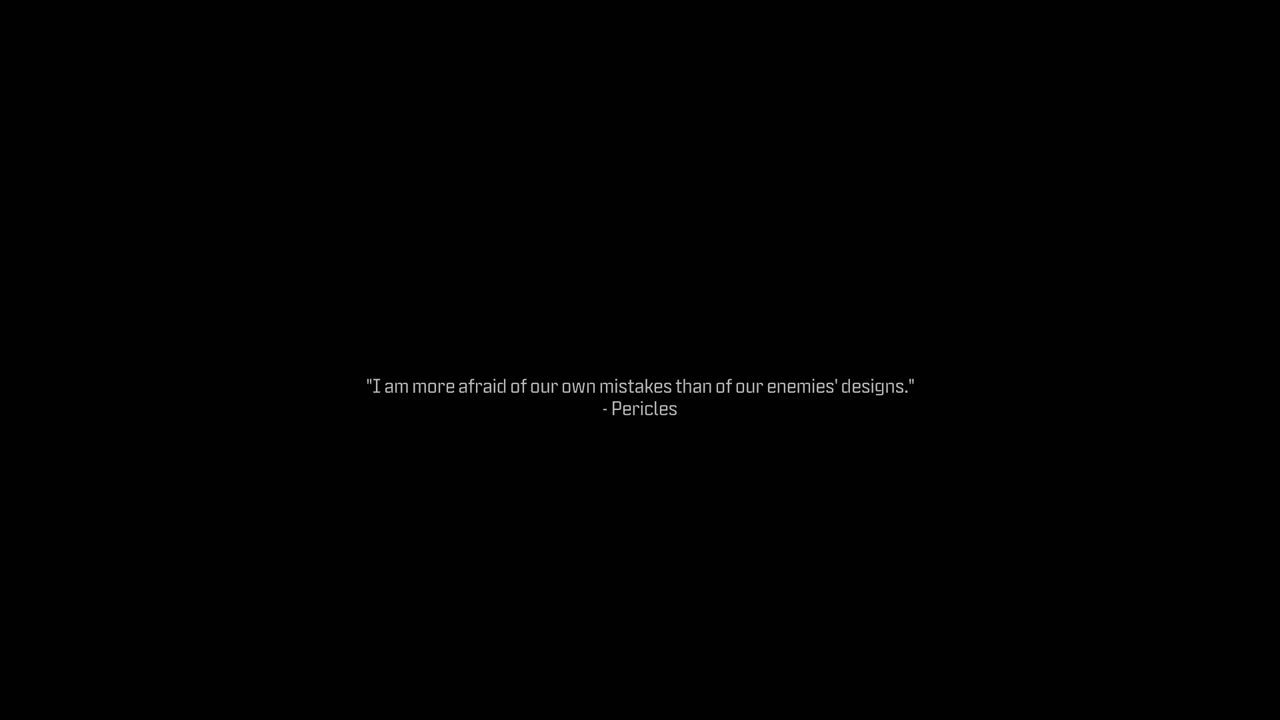 "I am more afraid of our own mistakes than of our enemies' designs."
- Pericles